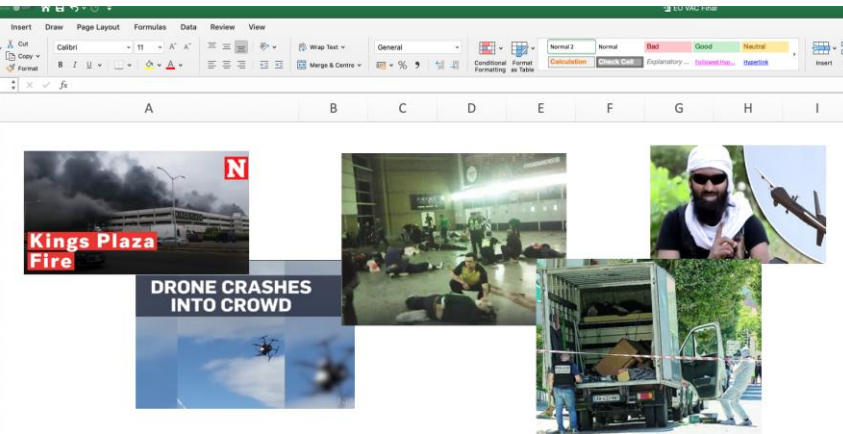 EU VAC Final
Insert Draw Page Layout Formulas Data Review View
Cut
Copy
Format
Calibri 11 A A
B I U A
Wrap Text
Merge & Centre
General
%
Conditional Formatting
Format as Table
Normal 2 Normal Bad Good Neutral
Calculation Check Cell Explanatory ... Followed Hyp... Hyperlink
Insert
fx
A B C D E F G H I
N
Kings Plaza
Fire
DRONE CRASHES
INTO CROWD